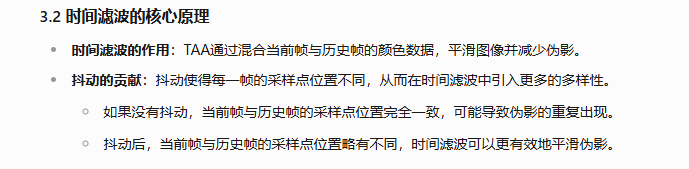 3.2 时间滤波的核心原理
时间滤波的作用：TAA通过混合当前帧与历史帧的颜色数据，平滑图像并减少伪影。
抖动的贡献：抖动使得每一帧的采样点位置不同，从而在时间滤波中引入更多的多样性。
如果没有抖动，当前帧与历史帧的采样点位置完全一致，可能导致伪影的重复出现。
抖动后，当前帧与历史帧的采样点位置略有不同，时间滤波可以更有效地平滑伪影。